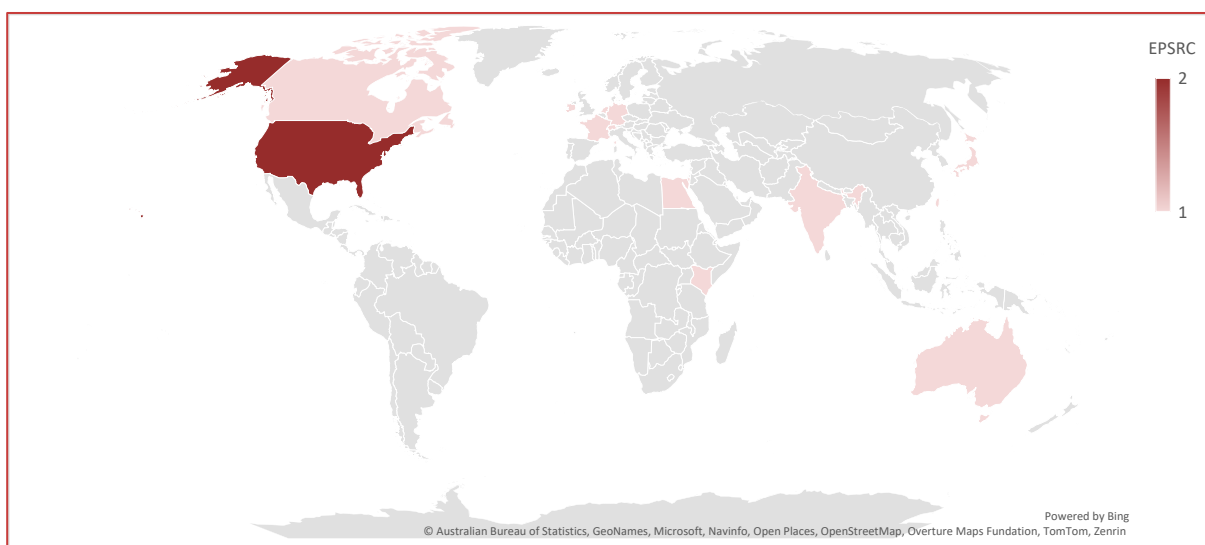 EPSRC
2
1
Powered by Bing
© Australian Bureau of Statistics, GeoNames, Microsoft, Navinfo, Open Places, OpenStreetMap, Overture Maps Fundation, TomTom, Zenrin